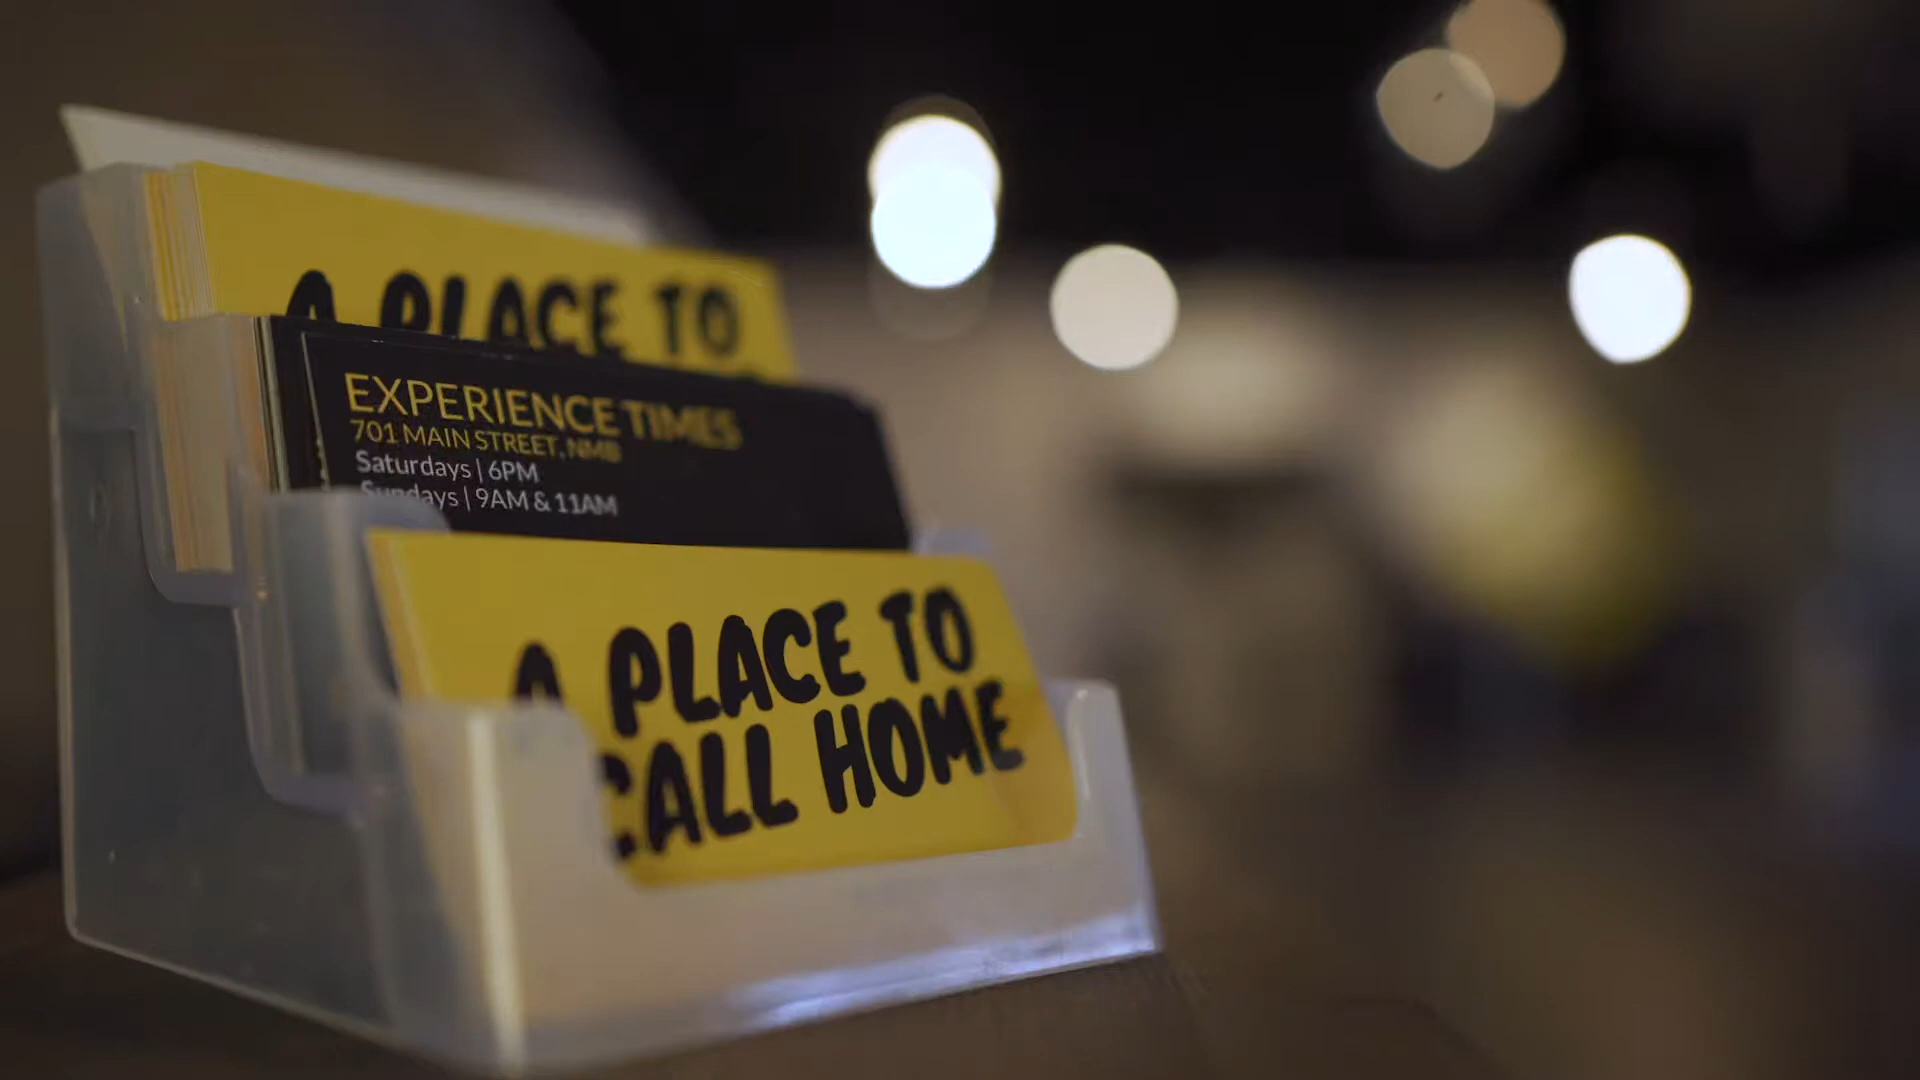 A PLACE TO
EXPERIENCE TIMES
701 MAIN STREET, NMB
Saturdays | 6PM
Sundays | 9AM & 11AM
A PLACE TO
CALL HOME